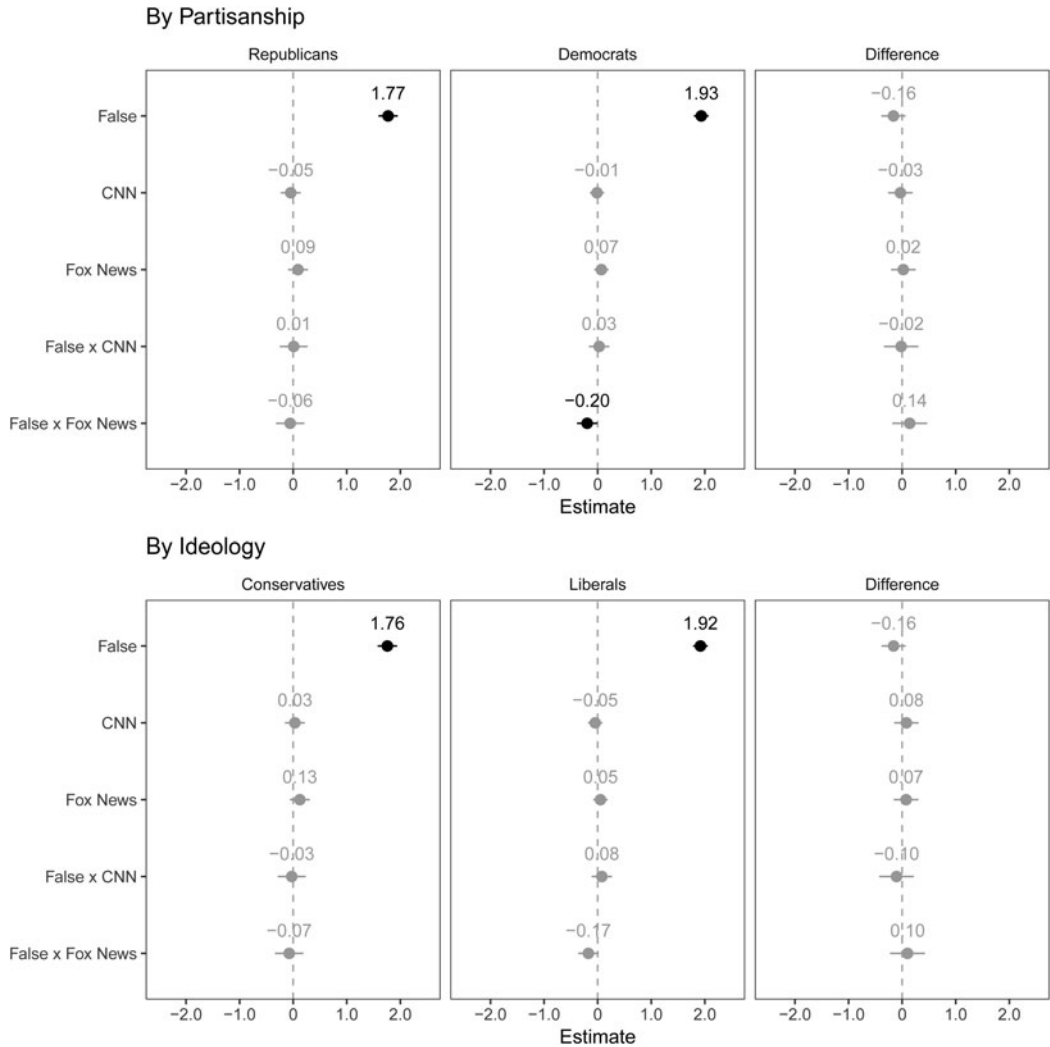 By Partisanship
Republicans Democrats Difference
False 1.77 1.93 −0.16
CNN −0.05 −0.01 −0.03
Fox News 0.09 0.07 0.02
False x CNN 0.01 0.03 −0.02
False x Fox News −0.06 −0.20 0.14
−2.0 −1.0 0 1.0 2.0 −2.0 −1.0 0 1.0 2.0 −2.0 −1.0 0 1.0 2.0
Estimate
By Ideology
Conservatives Liberals Difference
False 1.76 1.92 −0.16
CNN 0.03 −0.05 0.08
Fox News 0.13 0.05 0.07
False x CNN −0.03 0.08 −0.10
False x Fox News −0.07 −0.17 0.10
−2.0 −1.0 0 1.0 2.0 −2.0 −1.0 0 1.0 2.0 −2.0 −1.0 0 1.0 2.0
Estimate